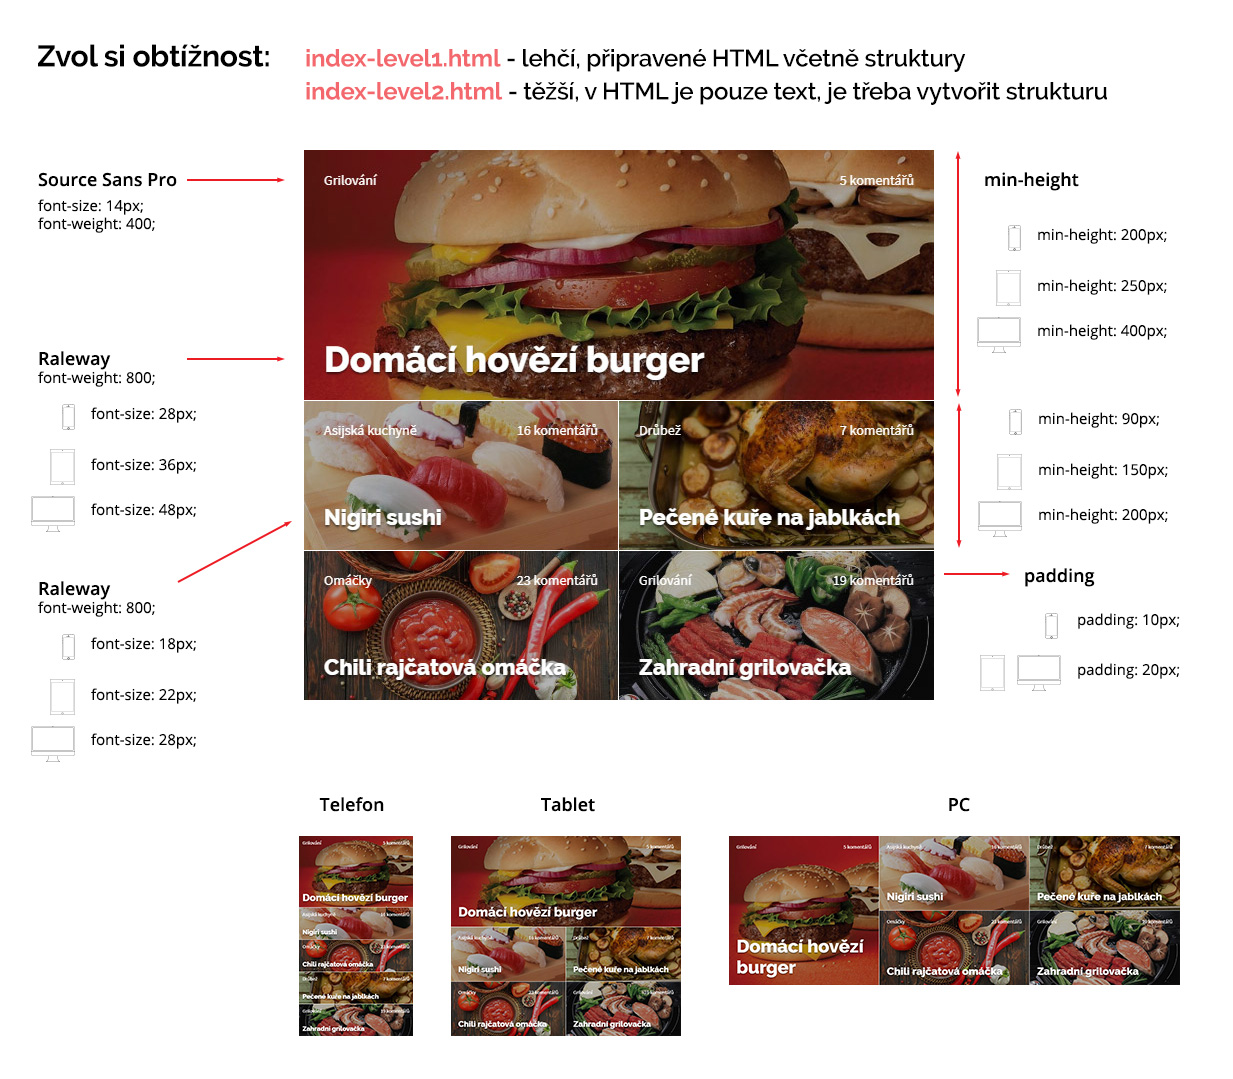 Zvol si obtížnost:
index-level1.html - lehčí, připravené HTML včetně struktury
index-level2.html - těžší, v HTML je pouze text, je třeba vytvořit strukturu
Source Sans Pro
font-size: 14px;
font-weight: 400;
Raleway
font-weight: 800;
font-size: 28px;
font-size: 36px;
font-size: 48px;
Raleway
font-weight: 800;
font-size: 18px;
font-size: 22px;
font-size: 28px;
Grilování
5 komentářů
Domácí hovězí burger
Asijská kuchyně
16 komentářů
Nigiri sushi
Drůbež
7 komentářů
Pečené kuře na jablkách
Omáčky
23 komentářů
Chili rajčatová omáčka
Grilování
19 komentářů
Zahradní grilovačka
min-height
min-height: 200px;
min-height: 250px;
min-height: 400px;
min-height: 90px;
min-height: 150px;
min-height: 200px;
padding
padding: 10px;
padding: 20px;
Telefon
Grilování
5 komentářů
Domácí hovězí burger
Asijská kuchyně
16 komentářů
Nigiri sushi
Omáčky
23 komentářů
Chili rajčatová omáčka
Drůbež
7 komentářů
Pečené kuře na jablkách
Grilování
19 komentářů
Zahradní grilovačka
Tablet
Grilování
5 komentářů
Domácí hovězí burger
Asijská kuchyně
16 komentářů
Nigiri sushi
Drůbež
7 komentářů
Pečené kuře na jablkách
Omáčky
23 komentářů
Chili rajčatová omáčka
Grilování
komentářů
Zahradní grilovačka
PC
Grilování
5 komentářů
Domácí hovězí
burger
Asijská kuchyně
16 komentářů
Nigiri sushi
Drůbež
7 komentářů
Pečené kuře na jablkách
Omáčky
23 komentářů
Chili rajčatová omáčka
Grilování
19 komentářů
Zahradní grilovačka